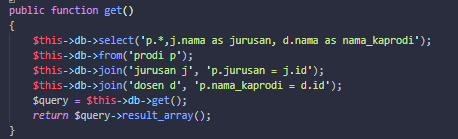 public function get()
{
$this->db->select('p.*,j.nama as jurusan, d.nama as nama_kaprodi');
$this->db->from('prodi p');
$this->db->join('jurusan j', 'p.jurusan = j.id');
$this->db->join('dosen d', 'p.nama_kaprodi = d.id');
$query = $this->db->get();
return $query->result_array();
}